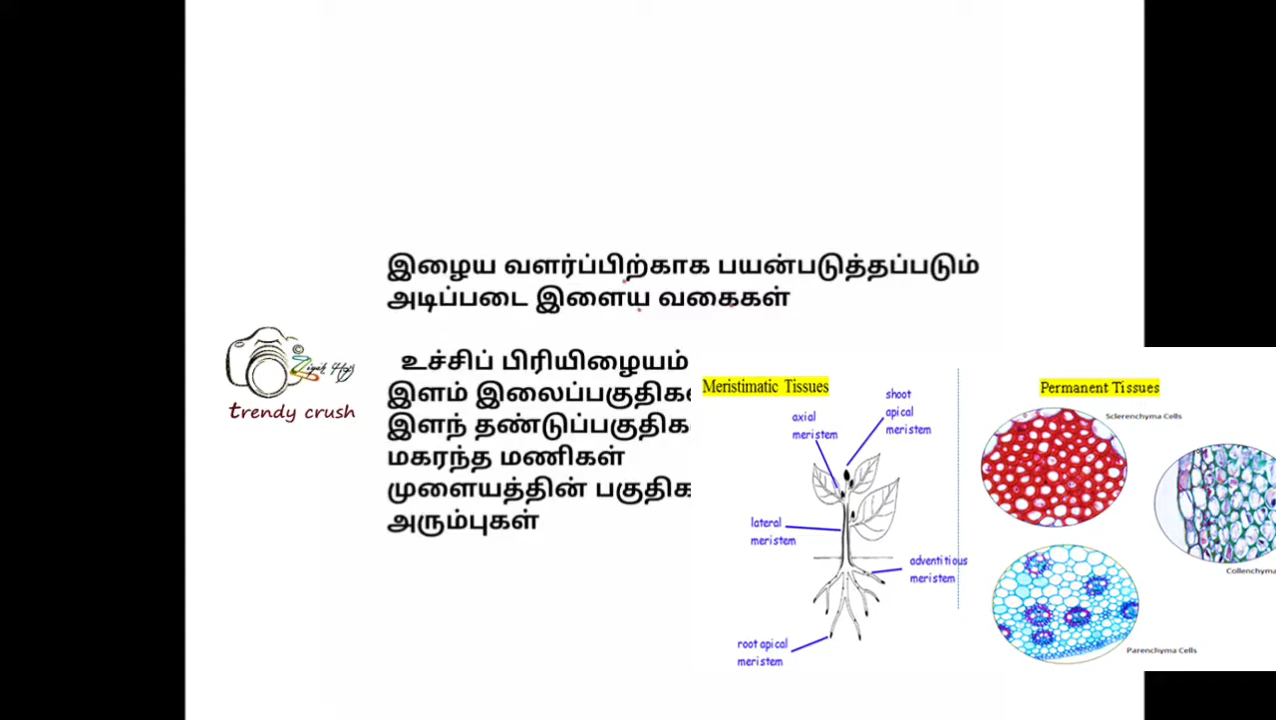 இழைய வளர்ப்பிற்காக பயன்படுத்தப்படும்
அடிப்படை இளைய வகைகள்
உச்சிப் பிரியிழையம்
இளம் இலைப்பகுதிகள
இளந் தண்டுப்பகுதிக
மகரந்த மணிகள்
முளையத்தின் பகுதிக
அரும்புகள்
trendy crush
Meristimatic Tissues
axial
meristem
shoot
apical
meristem
lateral
meristem
adventitious
meristem
root apical
meristem
Permanent Tissues
Sclerenchyma Cells
Collenchyma
Parenchyma Cells